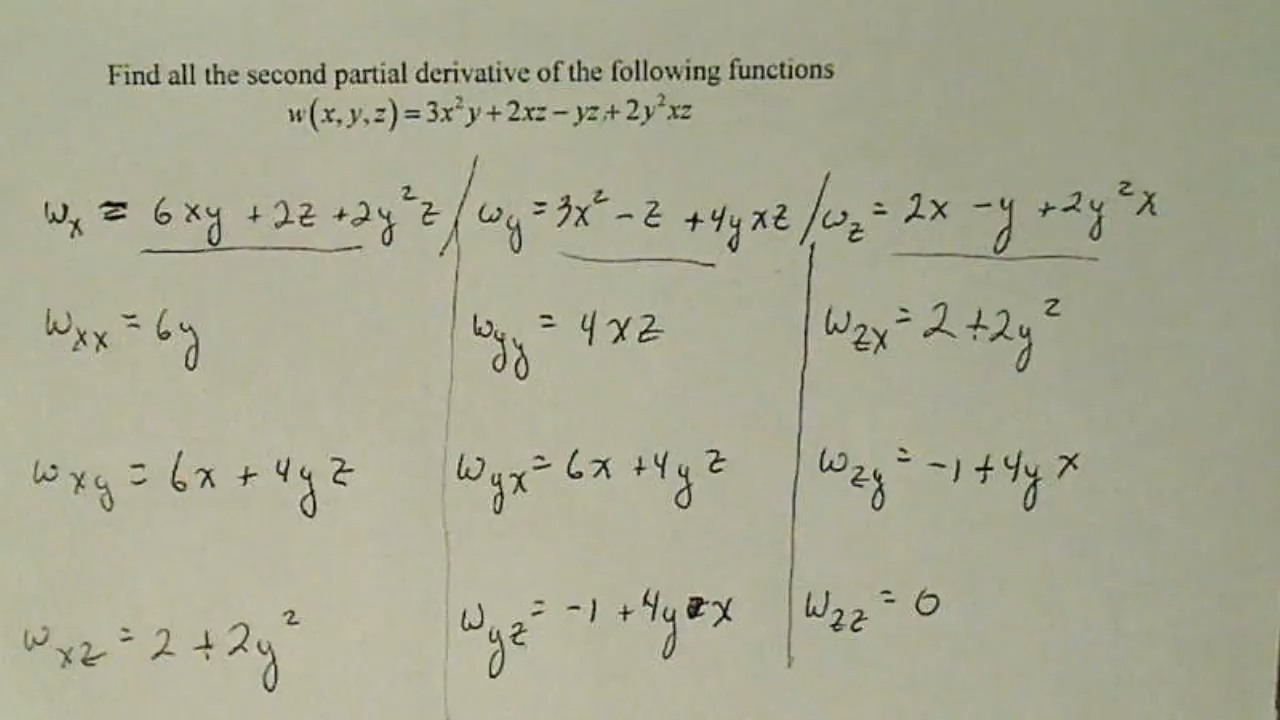 Find all the second partial derivative of the following functions
w(x,y,z)=3x²y+2xz−yz+2y²xz
wx = 6xy +2z +2y²z / wy = 3x² −z +4yxz / wz = 2x −y +2y²x
wxx = 6y   wyy = 4xz   wzx = 2+2y²
wxy = 6x + 4yz   wyx = 6x +4yz   wzy = −1+4yx
wxz = 2 +2y²   wyz = −1 +4yx   wzz = 0